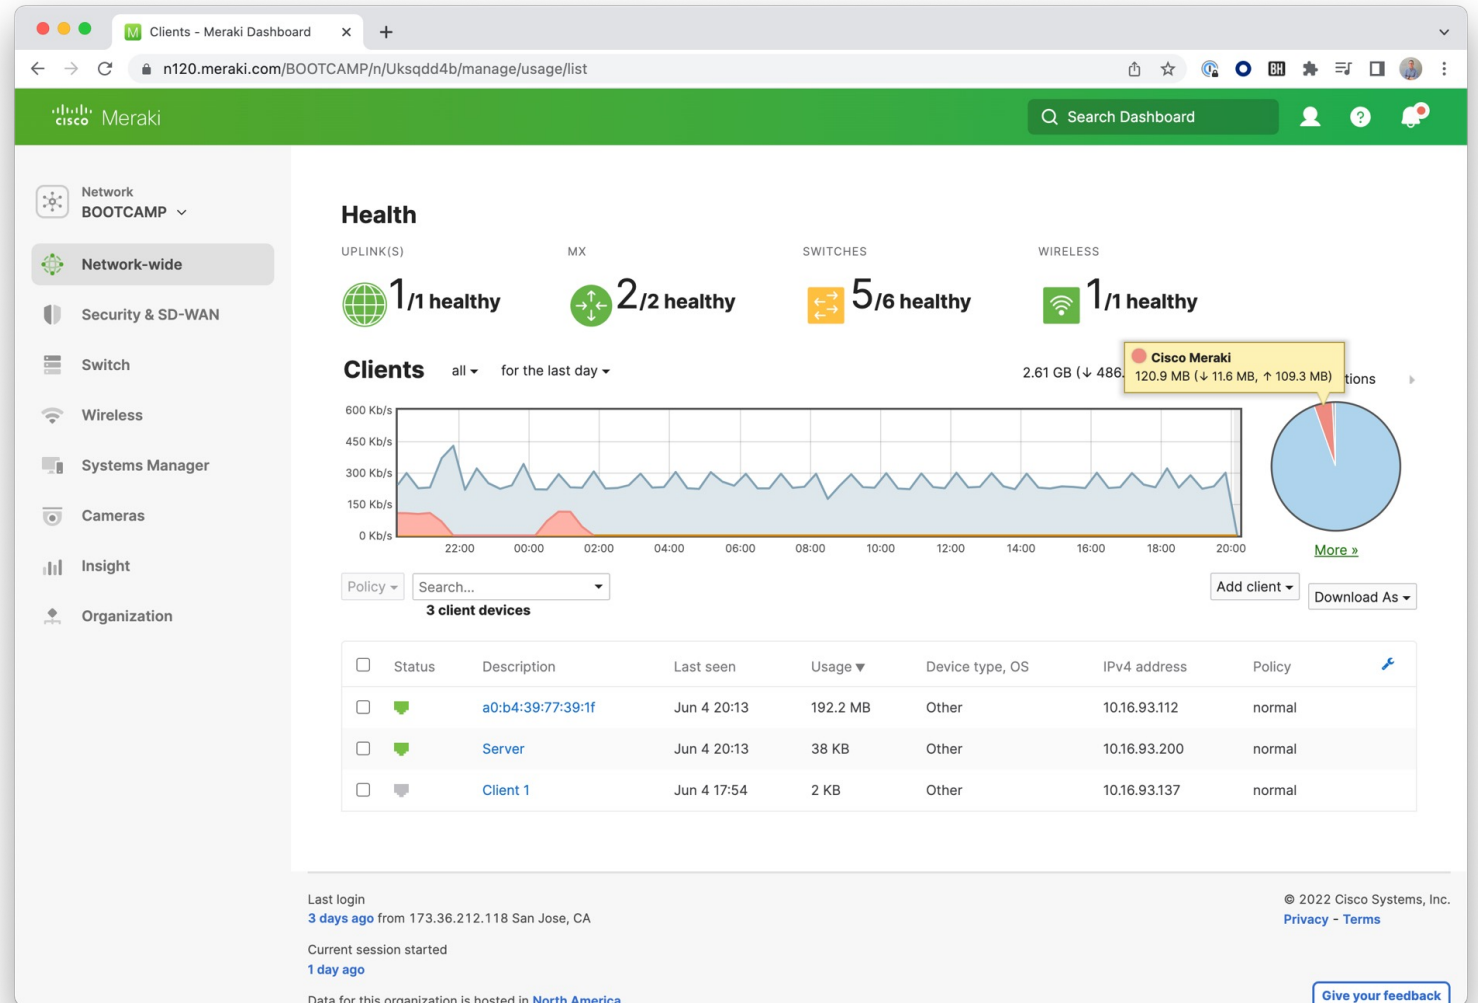 Clients - Meraki Dashboard
n120.meraki.com/BOOTCAMP/n/Uksqdd4b/manage/usage/list
BH
cisco Meraki
Search Dashboard
Network
BOOTCAMP
Network-wide
Security & SD-WAN
Switch
Wireless
Systems Manager
Cameras
Insight
Organization
Health
UPLINK(S) MX SWITCHES WIRELESS
1/1 healthy 2/2 healthy 5/6 healthy 1/1 healthy
Clients all for the last day 2.61 GB (↓ 486.
Cisco Meraki
120.9 MB (↓ 11.6 MB, ↑ 109.3 MB)
600 Kb/s
450 Kb/s
300 Kb/s
150 Kb/s
0 Kb/s
22:00 00:00 02:00 04:00 06:00 08:00 10:00 12:00 14:00 16:00 18:00 20:00
More »
Policy Search... Add client Download As
3 client devices
Status Description Last seen Usage ▼ Device type, OS IPv4 address Policy
a0:b4:39:77:39:1f Jun 4 20:13 192.2 MB Other 10.16.93.112 normal
Server Jun 4 20:13 38 KB Other 10.16.93.200 normal
Client 1 Jun 4 17:54 2 KB Other 10.16.93.137 normal
Last login
3 days ago from 173.36.212.118 San Jose, CA
Current session started
1 day ago
Data for this organization is hosted in North America
© 2022 Cisco Systems, Inc.
Privacy - Terms
Give your feedback